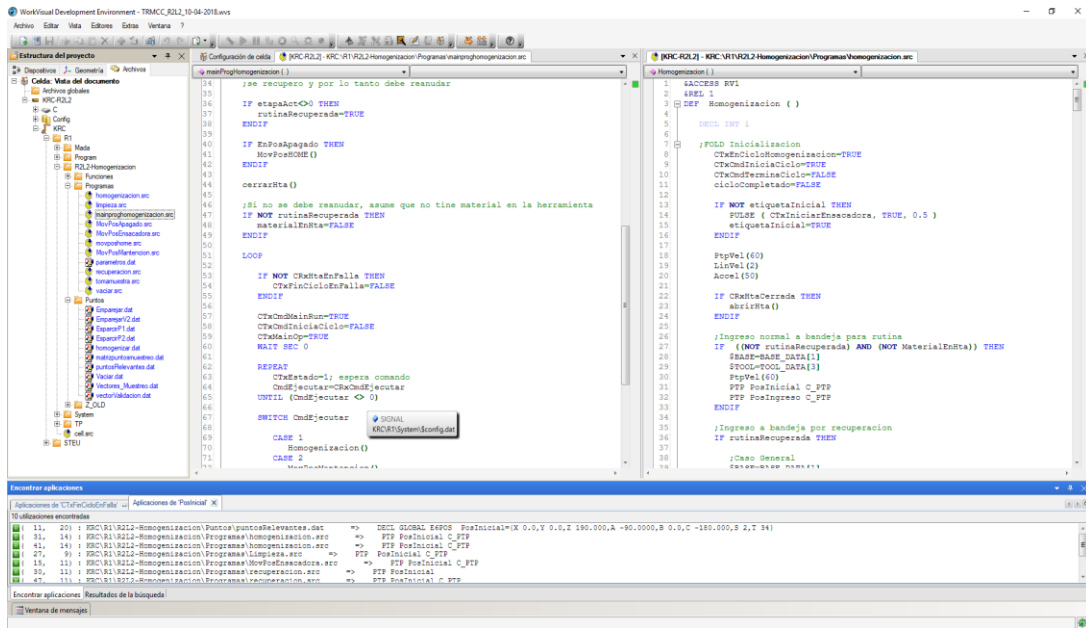 WorkVisual Development Environment - TRMCC_R2L2_10-04-2018.wvs
Archivo Editar Vista Editores Extras Ventana ?
Estructura del proyecto
Dispositivos Geometría Archivos
Celda: Vista del documento
Archivos globales
KRC-R2L2
C
Config
KRC
R1
Mada
Program
R2L2-Homogenizacion
Funciones
Programas
homogenizacion.src
limpieza.src
mainproghomogenizacion.src
MovPosApagado.src
MovPosEnsacadora.src
movposhome.src
MovPosMantencion.src
parametros.dat
recuperacion.src
tomamuestra.src
vaciar.src
Puntos
Emparejar.dat
EmparejarV2.dat
EsparcirP1.dat
EsparcirP2.dat
homogenizar.dat
matrizpuntosmuestreo.dat
puntosRelevantes.dat
Vaciar.dat
Vectores_Muestreo.dat
vectorValidacion.dat
Z_OLD
System
TP
cell.src
STEU
Configuración de celda [KRC-R2L2] - KRC:\R1\R2L2-Homogenizacion\Programas\mainproghomogenizacion.src
mainProgHomogenizacion ( )
34 ;se recupero y por lo tanto debe reanudar
35
36 IF etapaAct<>0 THEN
37 rutinaRecuperada=TRUE
38 ENDIF
39
40 IF EnPosApagado THEN
41 MovPosHOME()
42 ENDIF
43
44 cerrarHta()
45
46 ;Si no se debe reanudar, asume que no tine material en la herramienta
47 IF NOT rutinaRecuperada THEN
48 materialEnHta=FALSE
49 ENDIF
50
51 LOOP
52
53 IF NOT CRxHtaEnFalla THEN
54 CTxFinCicloEnFalla=FALSE
55 ENDIF
56
57 CTxCmdMainRun=TRUE
58 CTxCmdIniciaCiclo=FALSE
59 CTxMainOp=TRUE
60 WAIT SEC 0
61
62 REPEAT
63 CTxEstado=1; espera comando
64 CmdEjecutar=CRxCmdEjecutar
65 UNTIL (CmdEjecutar <> 0)
66
67 SWITCH CmdEjecutar
68
69 CASE 1
70 Homogenizacion()
71 CASE 2
72 MovPosMantencion()
SIGNAL
KRC\R1\System\$config.dat
[KRC-R2L2] - KRC:\R1\R2L2-Homogenizacion\Programas\homogenizacion.src
Homogenizacion ( )
1 &ACCESS RV1
2 &REL 1
3 DEF Homogenizacion ( )
4
5 DECL INT i
6
7 ;FOLD Inicializacion
8 CTxEnCicloHomogenizacion=TRUE
9 CTxCmdIniciaCiclo=TRUE
10 CTxCmdTerminaCiclo=FALSE
11 cicloCompletado=FALSE
12
13 IF NOT etiquetaInicial THEN
14 PULSE ( CTxIniciarEnsacadora, TRUE, 0.5 )
15 etiquetaInicial=TRUE
16 ENDIF
17
18 PtpVel(60)
19 LinVel(2)
20 Accel(50)
21
22 IF CRxHtaCerrada THEN
23 abrirHta()
24 ENDIF
25
26 ;Ingreso normal a bandeja para rutina
27 IF ((NOT rutinaRecuperada) AND (NOT MaterialEnHta)) THEN
28 $BASE=BASE_DATA[1]
29 $TOOL=TOOL_DATA[3]
30 PtpVel(60)
31 PTP PosInicial C_PTP
32 PTP PosIngreso C_PTP
33 ENDIF
34
35 ;Ingreso a bandeja por recuperacion
36 IF rutinaRecuperada THEN
37
38 ;Caso General
39 $BASE=BASE_DATA[1]
Encontrar aplicaciones
Aplicaciones de 'CTxFinCicloEnFalla' Aplicaciones de 'PosInicial'
10 utilizaciones encontradas
( 11, 20) : KRC\R1\R2L2-Homogenizacion\Puntos\puntosRelevantes.dat => DECL GLOBAL E6POS PosInicial={X 0.0,Y 0.0,Z 190.000,A -90.0000,B 0.0,C -180.000,S 2,T 34}
( 31, 14) : KRC\R1\R2L2-Homogenizacion\Programas\homogenizacion.src => PTP PosInicial C_PTP
( 41, 14) : KRC\R1\R2L2-Homogenizacion\Programas\homogenizacion.src => PTP PosInicial C_PTP
( 27, 9) : KRC\R1\R2L2-Homogenizacion\Programas\Limpieza.src => PTP PosInicial C_PTP
( 15, 11) : KRC\R1\R2L2-Homogenizacion\Programas\MovPosEnsacadora.src => PTP PosInicial C_PTP
( 30, 11) : KRC\R1\R2L2-Homogenizacion\Programas\recuperacion.src => PTP PosInicial
( 47, 11) : KRC\R1\R2L2-Homogenizacion\Programas\recuperacion.src => PTP PosInicial C_PTP
Encontrar aplicaciones Resultados de la búsqueda
Ventana de mensajes